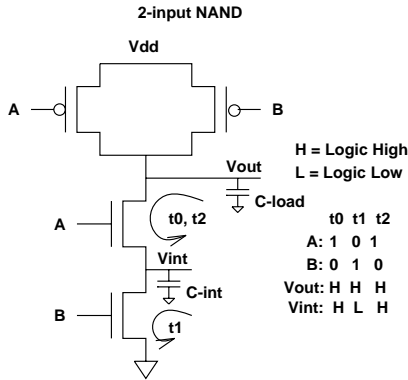 2-input NAND
Vdd
A
B
Vout
H = Logic High
L = Logic Low
C-load
A
t0, t2
t0 t1 t2
A: 1 0 1
B: 0 1 0
Vout: H H H
Vint: H L H
Vint
C-int
B
t1